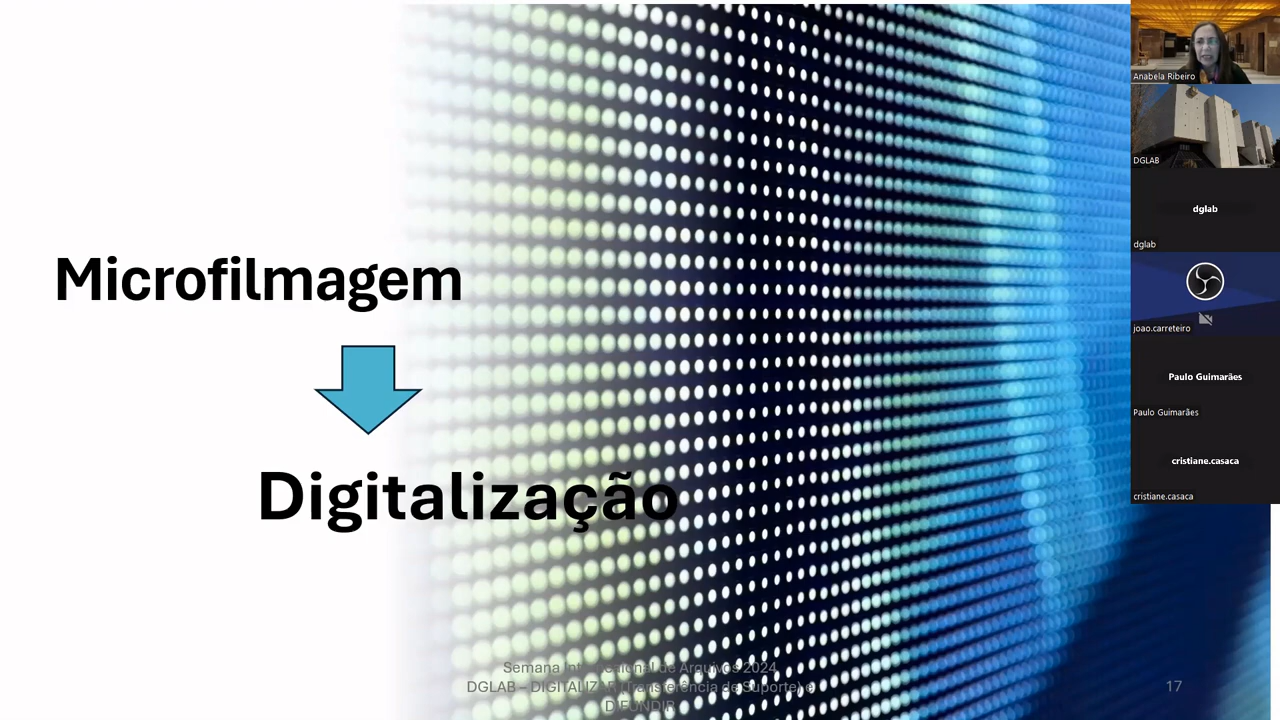 Microfilmagem
Digitalização
Semana Internacional de Arquivos 2024
DGLAB – DIGITALIZAR (Transferência de Suporte) e
DIFUNDIR
17
Anabela Ribeiro
DGLAB
dglab
dglab
joao.carreteiro
Paulo Guimarães
Paulo Guimarães
cristiane.casaca
cristiane.casaca